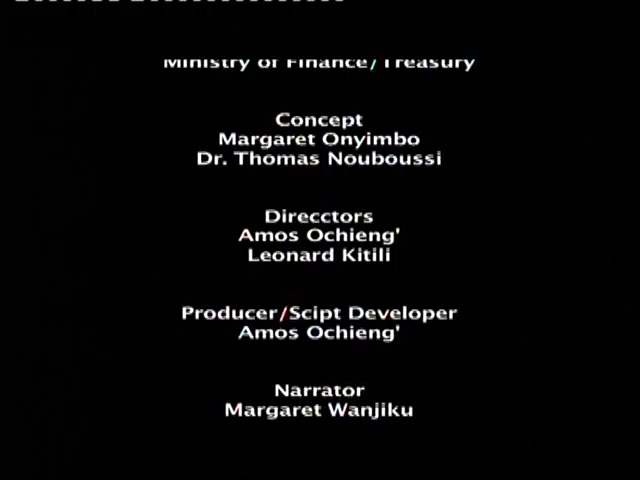 Ministry of Finance/Treasury
Concept
Margaret Onyimbo
Dr. Thomas Nouboussi
Direcctors
Amos Ochieng'
Leonard Kitili
Producer/Scipt Developer
Amos Ochieng'
Narrator
Margaret Wanjiku